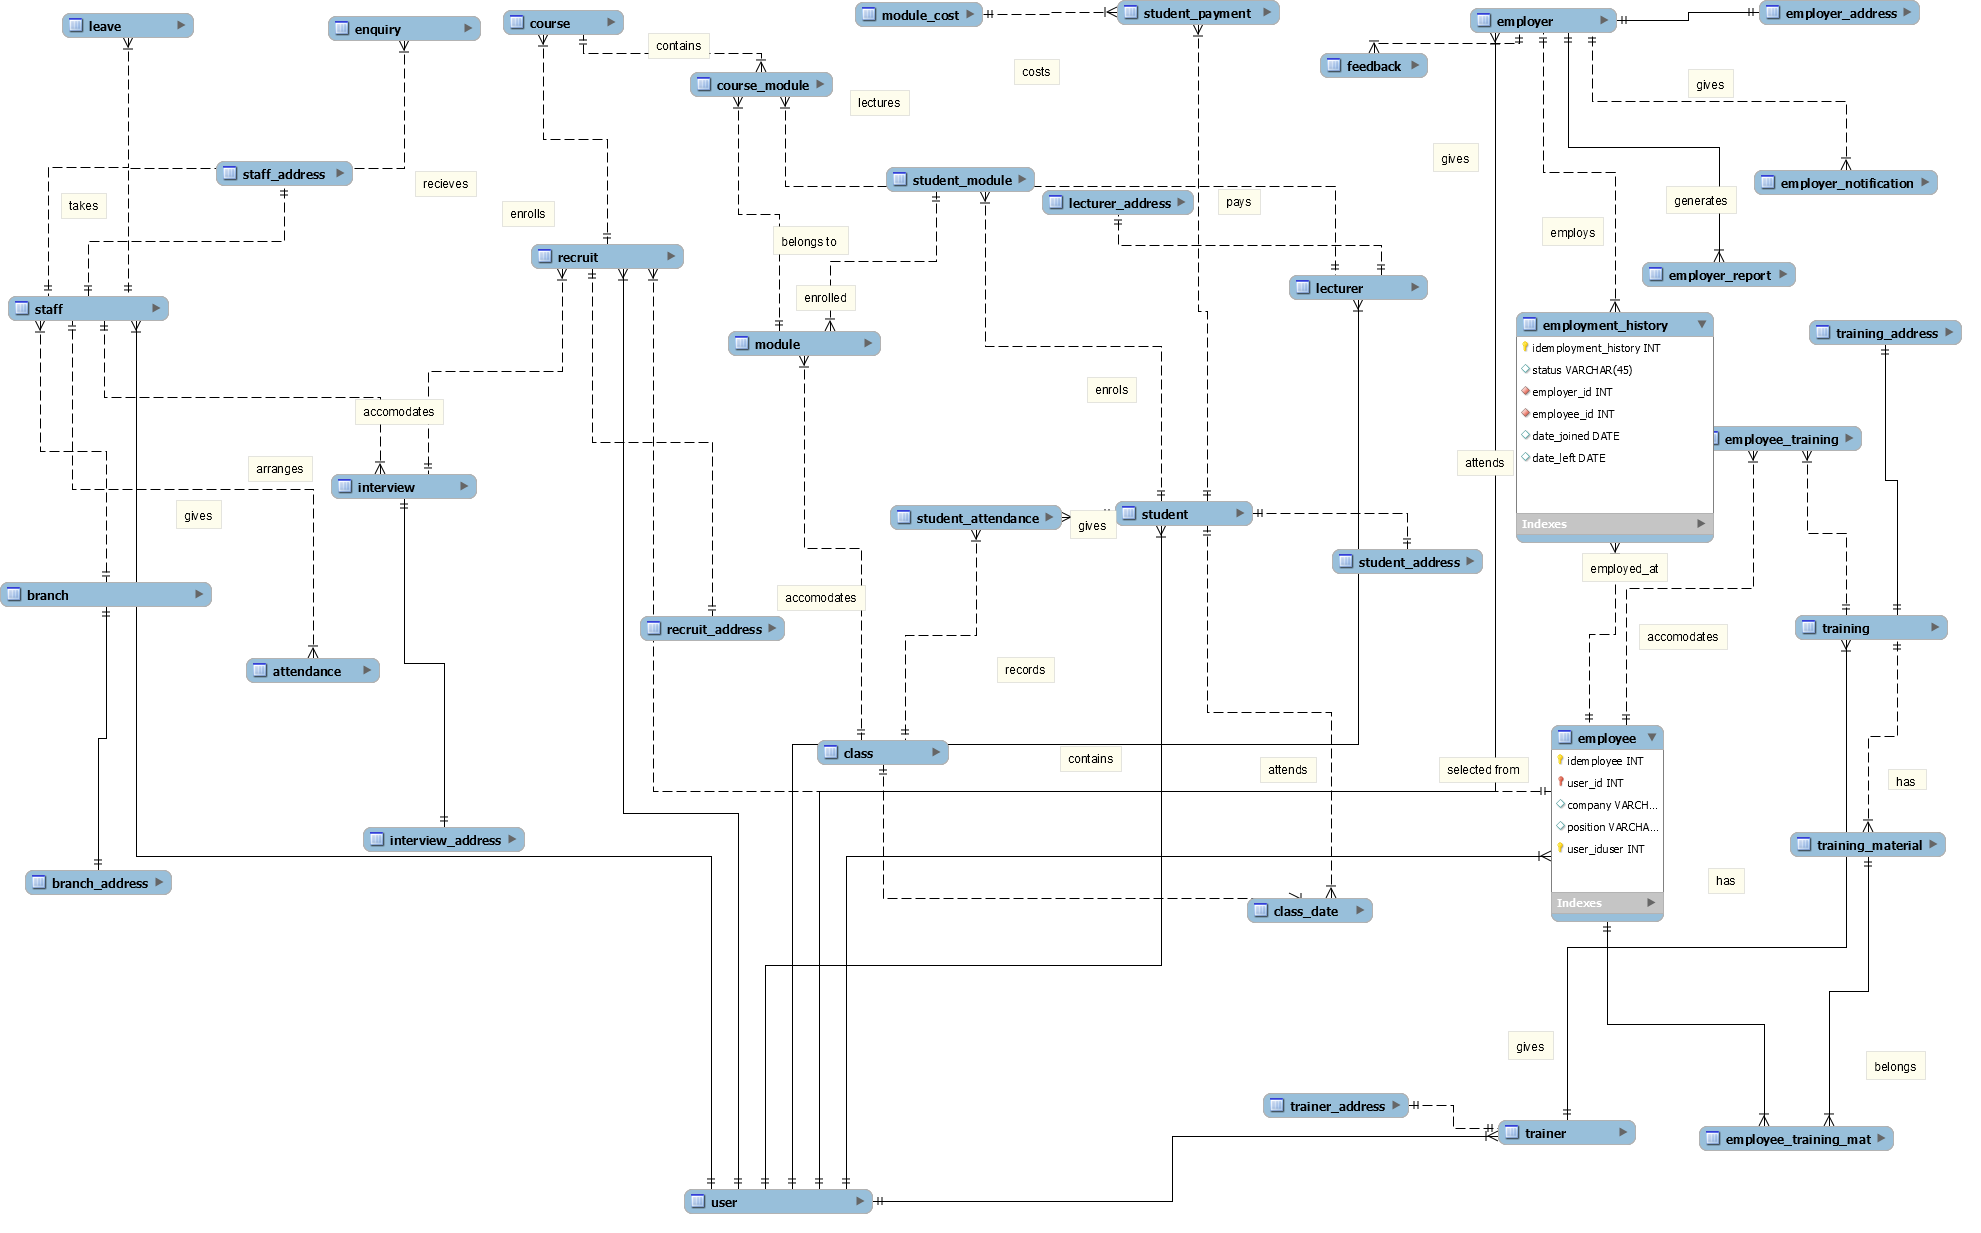 leave
enquiry
course
module_cost
student_payment
employer
employer_address
contains
costs
feedback
gives
course_module
lectures
gives
staff_address
recieves
student_module
lecturer_address
pays
employer_notification
takes
enrolls
generates
employs
belongs to
recruit
employer_report
lecturer
enrolled
staff
module
employment_history
idemployment_history INT
status VARCHAR(45)
employer_id INT
employee_id INT
date_joined DATE
date_left DATE
Indexes
training_address
enrols
accomodates
employee_training
attends
arranges
interview
gives
student_attendance
gives
student
student_address
employed_at
branch
accomodates
recruit_address
training
accomodates
attendance
records
class
contains
attends
selected from
employee
idemployee INT
user_id INT
company VARCH...
position VARCHA...
user_iduser INT
Indexes
has
interview_address
training_material
branch_address
has
class_date
gives
belongs
trainer_address
trainer
employee_training_mat
user